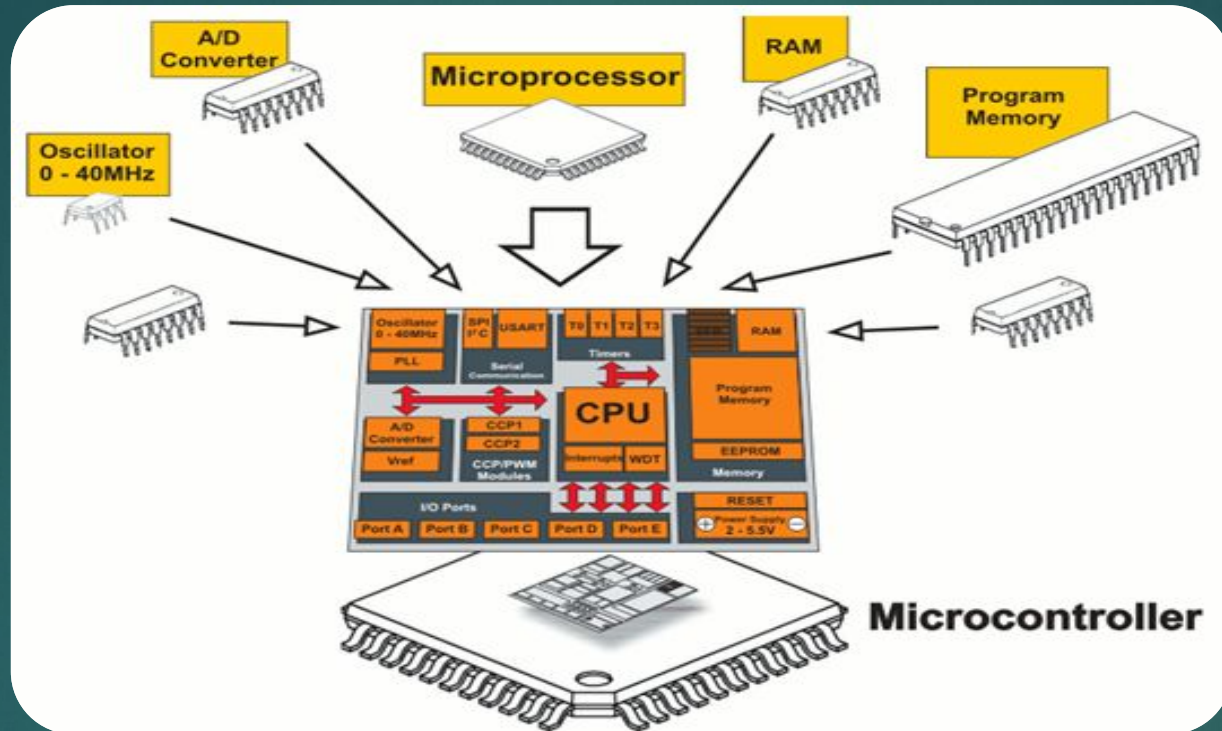 A/D
Converter
Microprocessor
RAM
Program
Memory
Oscillator
0 - 40MHz
Oscillator
0 - 40MHz
PLL
SPI
I²C
USART
Serial
Communication
T0 T1 T2 T3
Timers
RAM
Program
Memory
EEPROM
Memory
A/D
Converter
Vref
CCP1
CCP2
CCP/PWM
Modules
CPU
Interrupts WDT
I/O Ports
Port A Port B Port C Port D Port E
RESET
+ Power Supply -
2 - 5.5V
Microcontroller